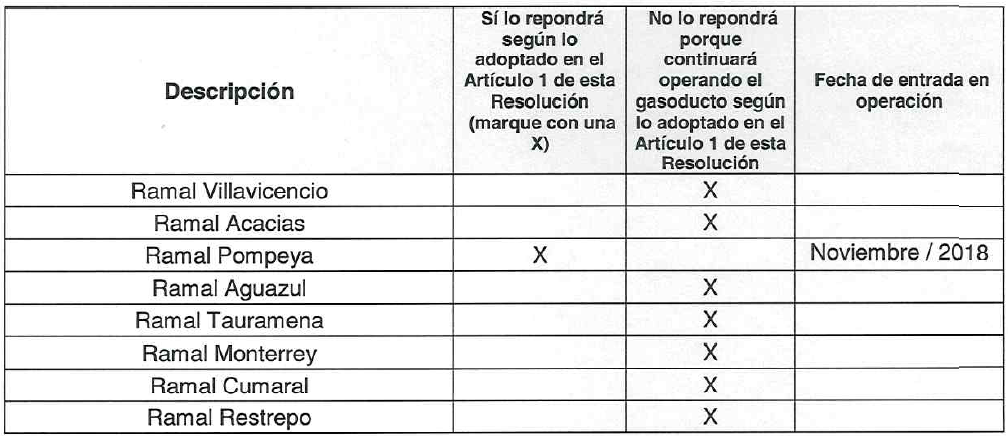 Descripción
Sí lo repondrá
según lo
adoptado en el
Artículo 1 de esta
Resolución
(marque con una
X)
No lo repondrá
porque
continuará
operando el
gasoducto según
lo adoptado en el
Artículo 1 de esta
Resolución
Fecha de entrada en
operación
Ramal Villavicencio X
Ramal Acacias X
Ramal Pompeya X Noviembre / 2018
Ramal Aguazul X
Ramal Tauramena X
Ramal Monterrey X
Ramal Cumaral X
Ramal Restrepo X